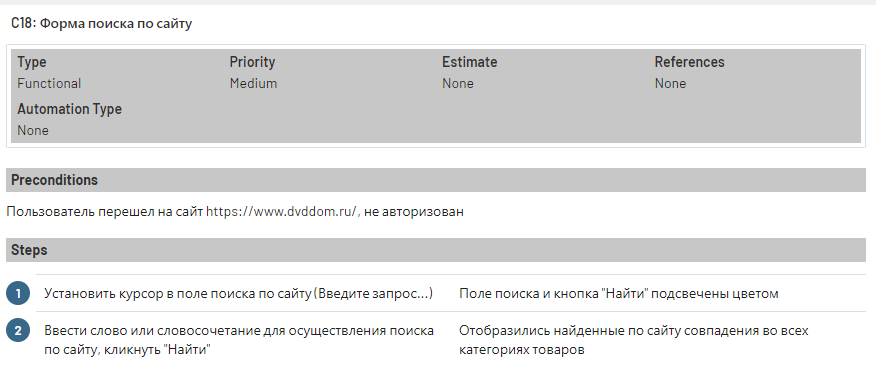 C18: Форма поиска по сайту
Type Priority Estimate References
Functional Medium None None
Automation Type
None
Preconditions
Пользователь перешел на сайт https://www.dvddom.ru/, не авторизован
Steps
1 Установить курсор в поле поиска по сайту (Введите запрос...) Поле поиска и кнопка "Найти" подсвечены цветом
2 Ввести слово или словосочетание для осуществления поиска Отобразились найденные по сайту совпадения во всех
по сайту, кликнуть "Найти" категориях товаров